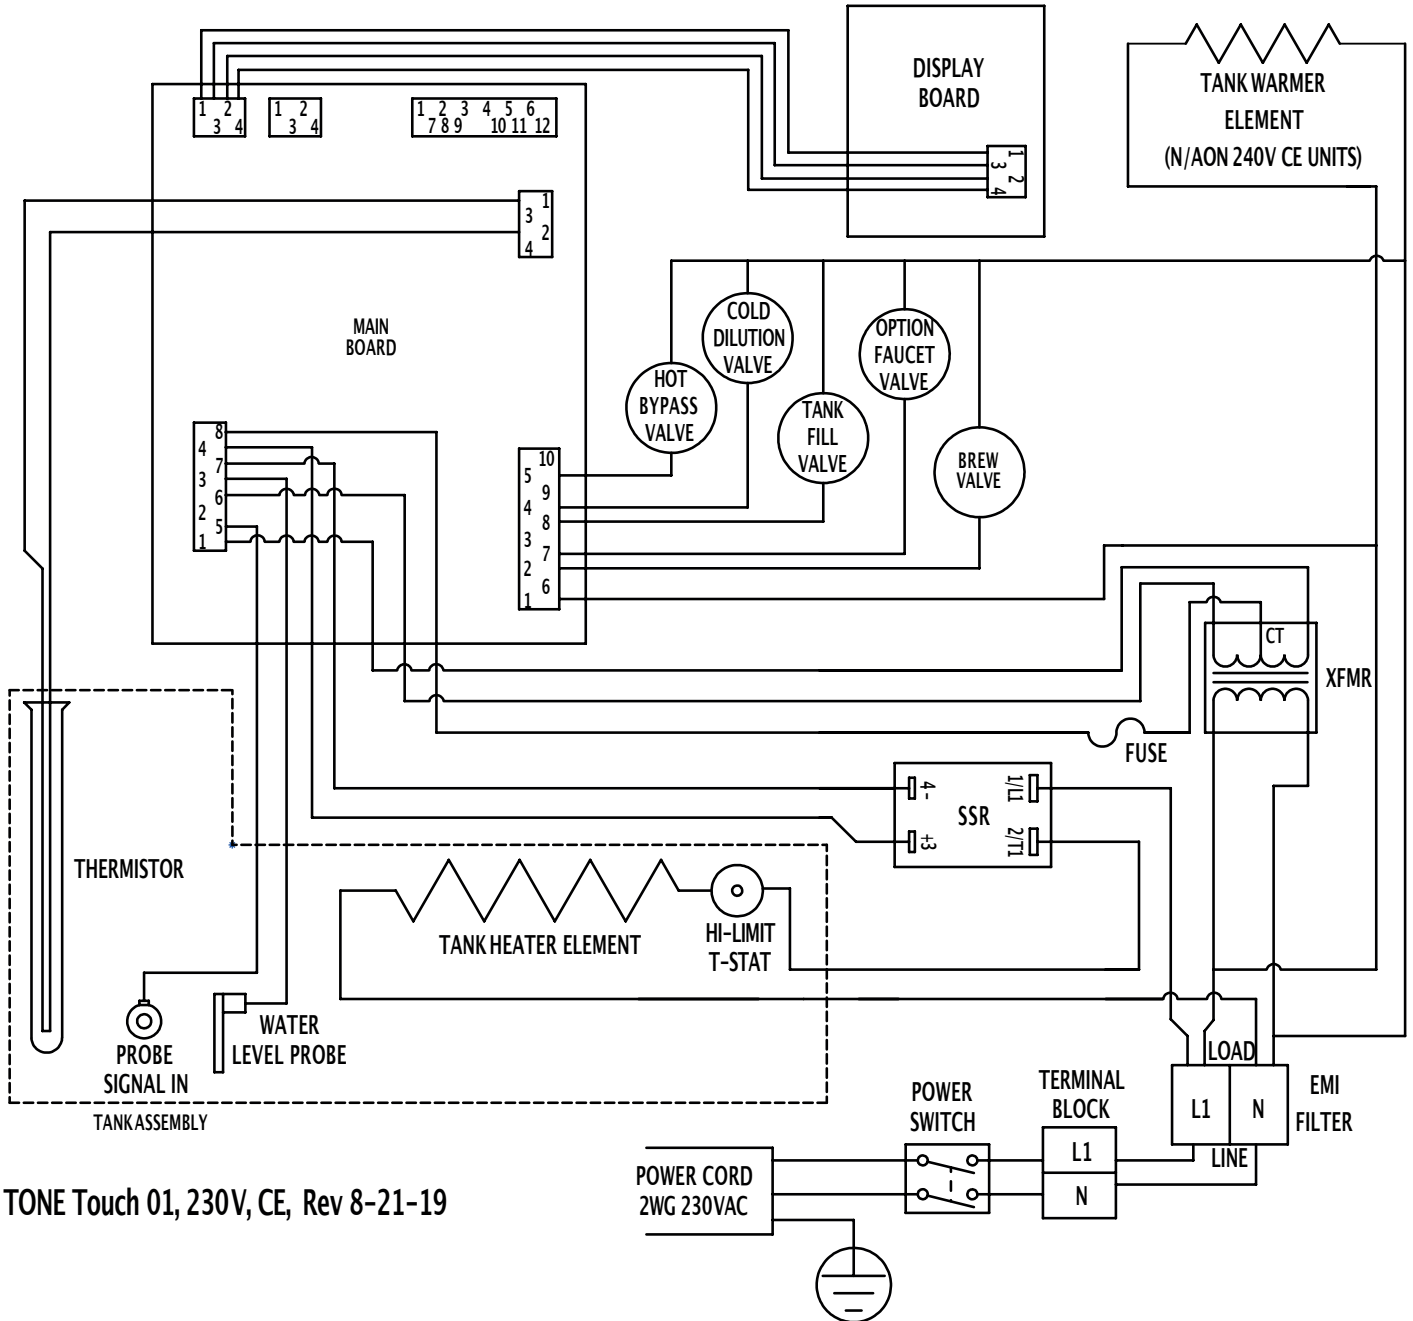 DISPLAY
BOARD
TANK WARMER
ELEMENT
(N/A ON 240V CE UNITS)
1 2
3 4
1 2
3 4
1 2 3 4 5 6
7 8 9 10 11 12
1
3
2
4
1
3
2
4
MAIN
BOARD
COLD
DILUTION
VALVE
OPTION
FAUCET
VALVE
HOT
BYPASS
VALVE
TANK
FILL
VALVE
BREW
VALVE
8
4
7
3
6
2
5
1
10
5
9
4
8
3
7
2
6
1
CT
XFMR
FUSE
4 -
1/L1
SSR
+3
2/T1
THERMISTOR
TANK HEATER ELEMENT
HI-LIMIT
T-STAT
PROBE
SIGNAL IN
WATER
LEVEL PROBE
TANK ASSEMBLY
LOAD
L1 N
LINE
EMI
FILTER
TERMINAL
BLOCK
L1
N
POWER
SWITCH
POWER CORD
2WG 230VAC
TONE Touch 01, 230V, CE, Rev 8-21-19